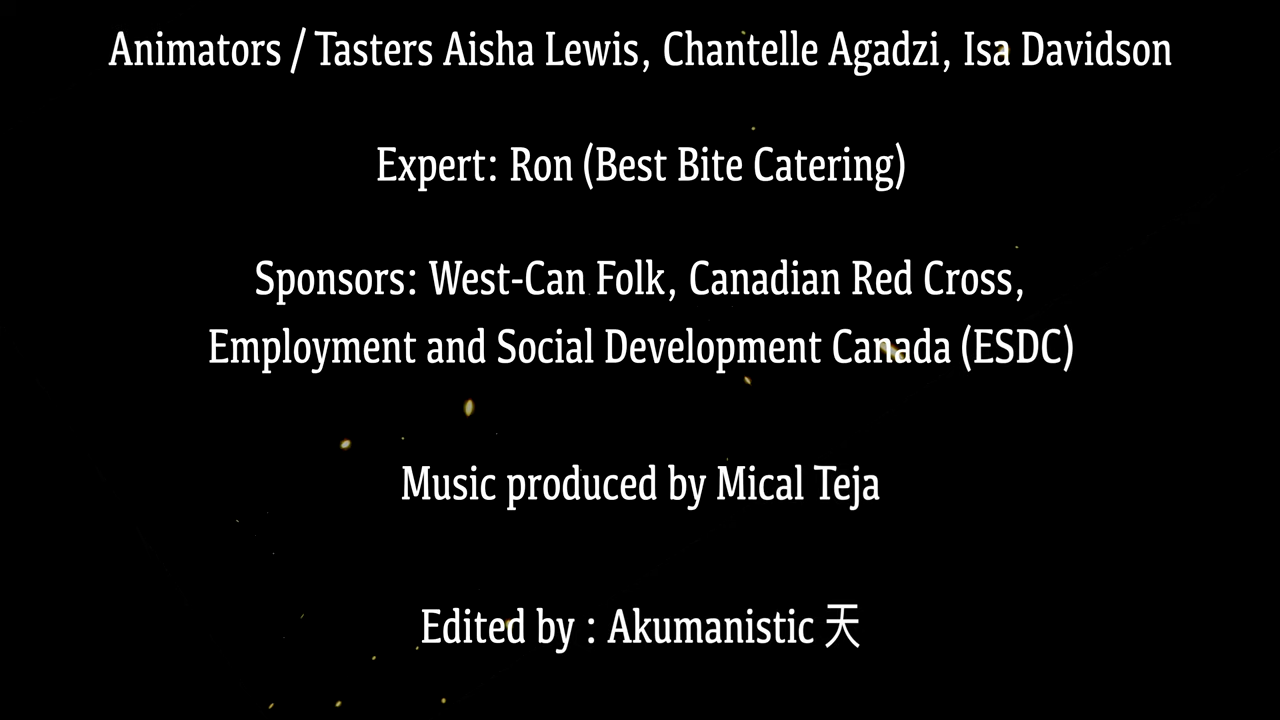 Animators / Tasters Aisha Lewis, Chantelle Agadzi, Isa Davidson
Expert: Ron (Best Bite Catering)
Sponsors: West-Can Folk, Canadian Red Cross,
Employment and Social Development Canada (ESDC)
Music produced by Mical Teja
Edited by : Akumanistic 天